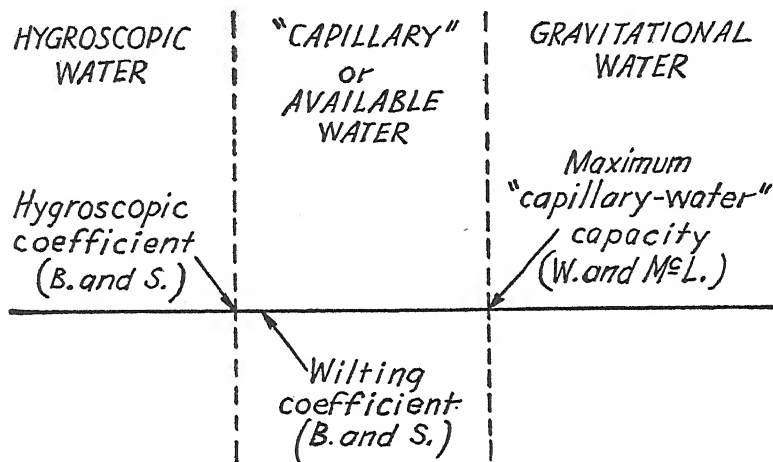 HYGROSCOPIC
WATER
"CAPILLARY"
or
AVAILABLE
WATER
GRAVITATIONAL
WATER
Hygroscopic
coefficient
(B. and S.)
Maximum
"capillary-water"
capacity
(W. and McL.)
Wilting
coefficient
(B. and S.)